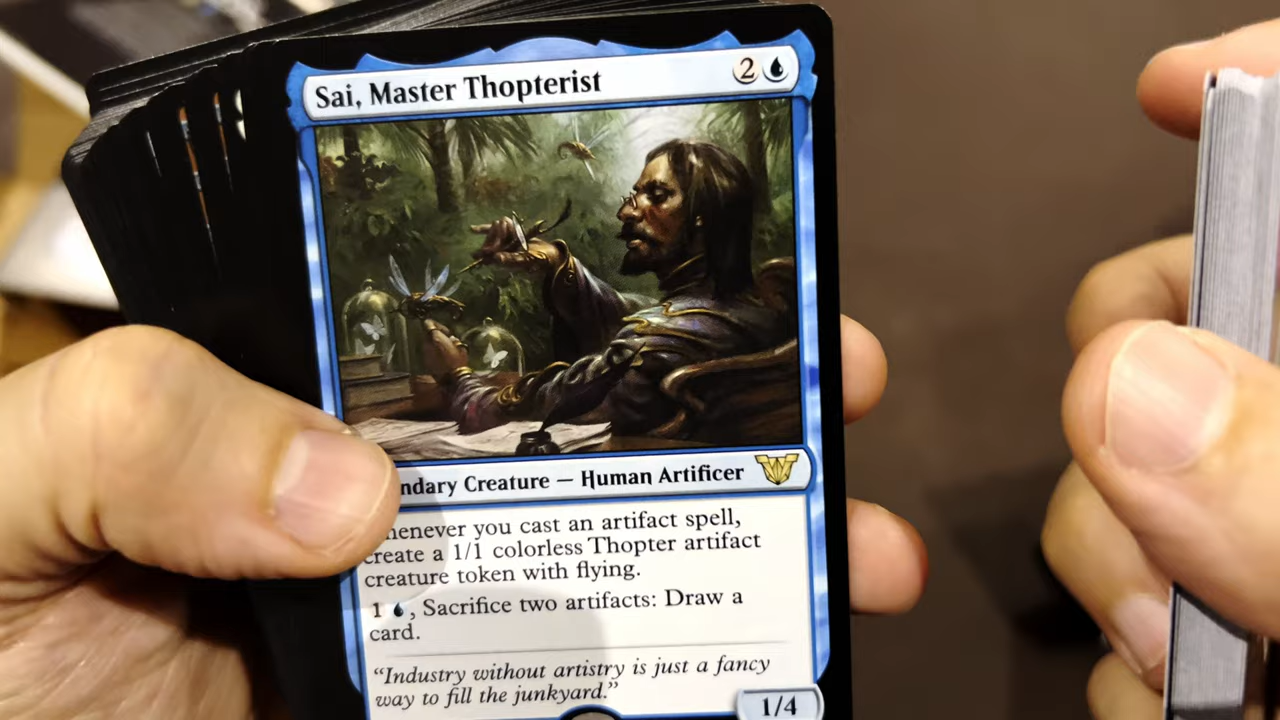 Sai, Master Thopterist 2
ndary Creature — Human Artificer
henever you cast an artifact spell,
create a 1/1 colorless Thopter artifact
creature token with flying.
1 , Sacrifice two artifacts: Draw a
card.
“Industry without artistry is just a fancy
way to fill the junkyard.”
1/4